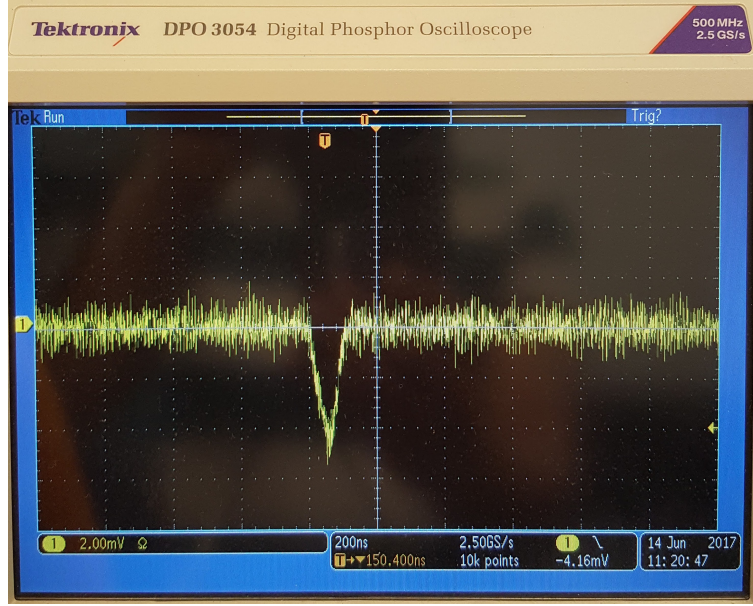 Tektronix DPO 3054 Digital Phosphor Oscilloscope
500 MHz
2.5 GS/s
Tek Run
Trig?
T
T
1
1 2.00mV Ω
200ns 2.50GS/s 1
T→▼150.400ns 10k points -4.16mV
14 Jun 2017
11:20:47